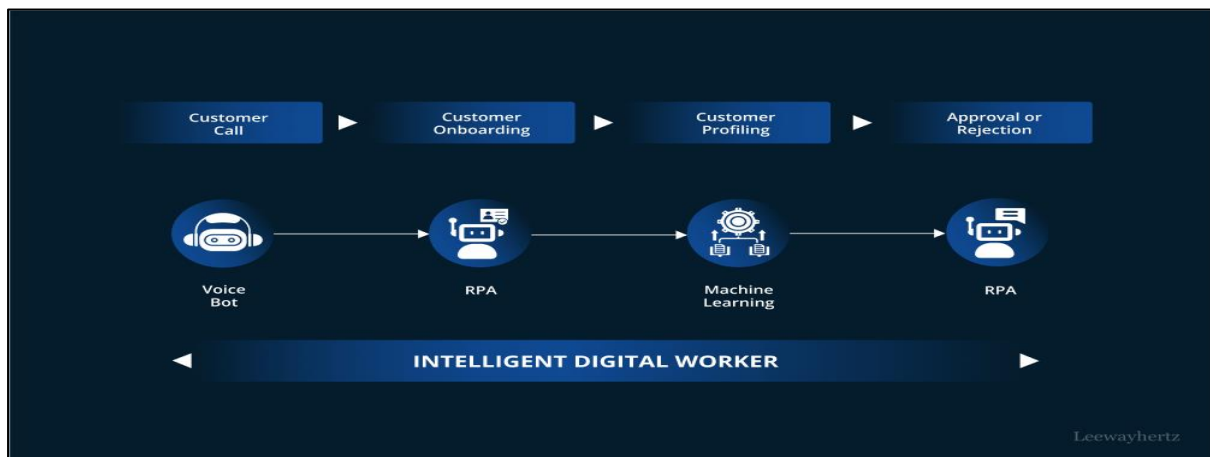 Customer
Call
Customer
Onboarding
Customer
Profiling
Approval or
Rejection
Voice
Bot
RPA
Machine
Learning
RPA
INTELLIGENT DIGITAL WORKER
Leewayhertz